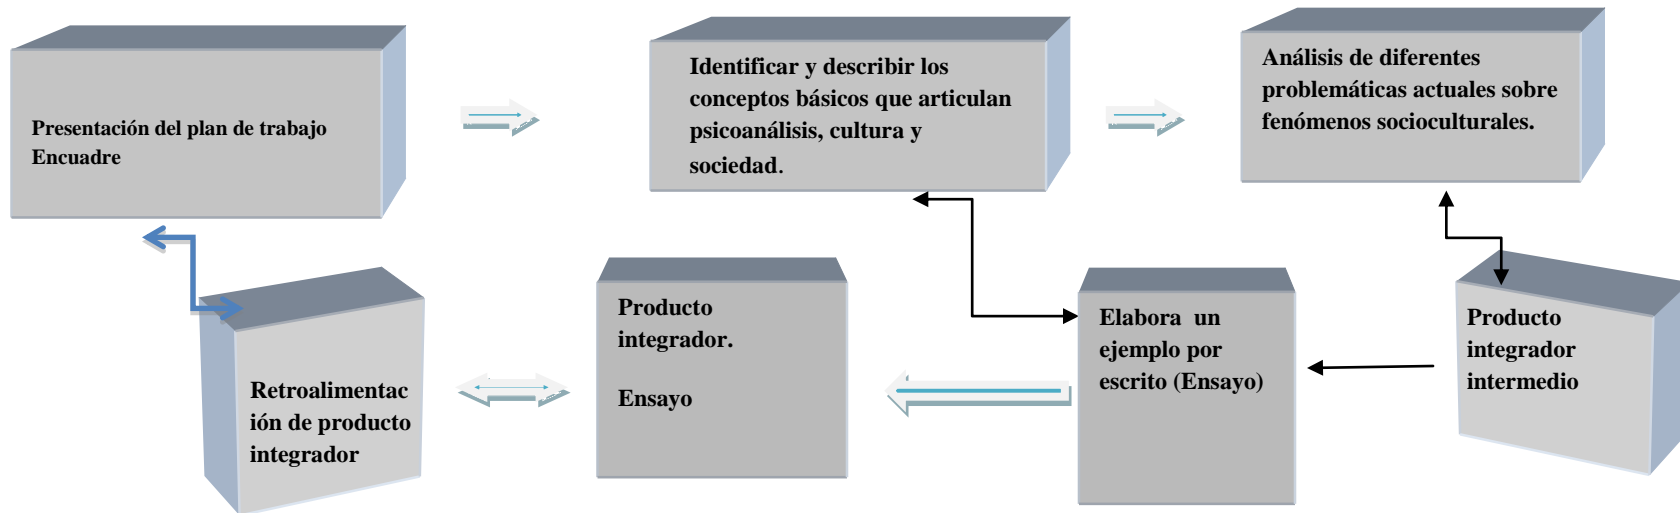 Presentación del plan de trabajo
Encuadre
Identificar y describir los
conceptos básicos que articulan
psicoanálisis, cultura y
sociedad.
Análisis de diferentes
problemáticas actuales sobre
fenómenos socioculturales.
Retroalimentac
ión de producto
integrador
Producto
integrador.
Ensayo
Elabora un
ejemplo por
escrito (Ensayo)
Producto
integrador
intermedio